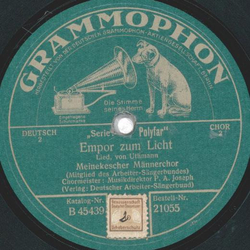 GRAMMOPHON
Die Stimme
seines Herrn
DEUTSCH
CHOR
"Serie Polyfar"
Empor zum Licht
Lied, von Uthmann
Meinekescher Männerchor
(Mitglied des Arbeiter-Sängerbundes)
Chormeister: Musikdirektor P. A. Joseph
(Verlag: Deutscher Arbeiter-Sängerbund)
Katalog-Nr.
Bestell-Nr.
B 45439
21055